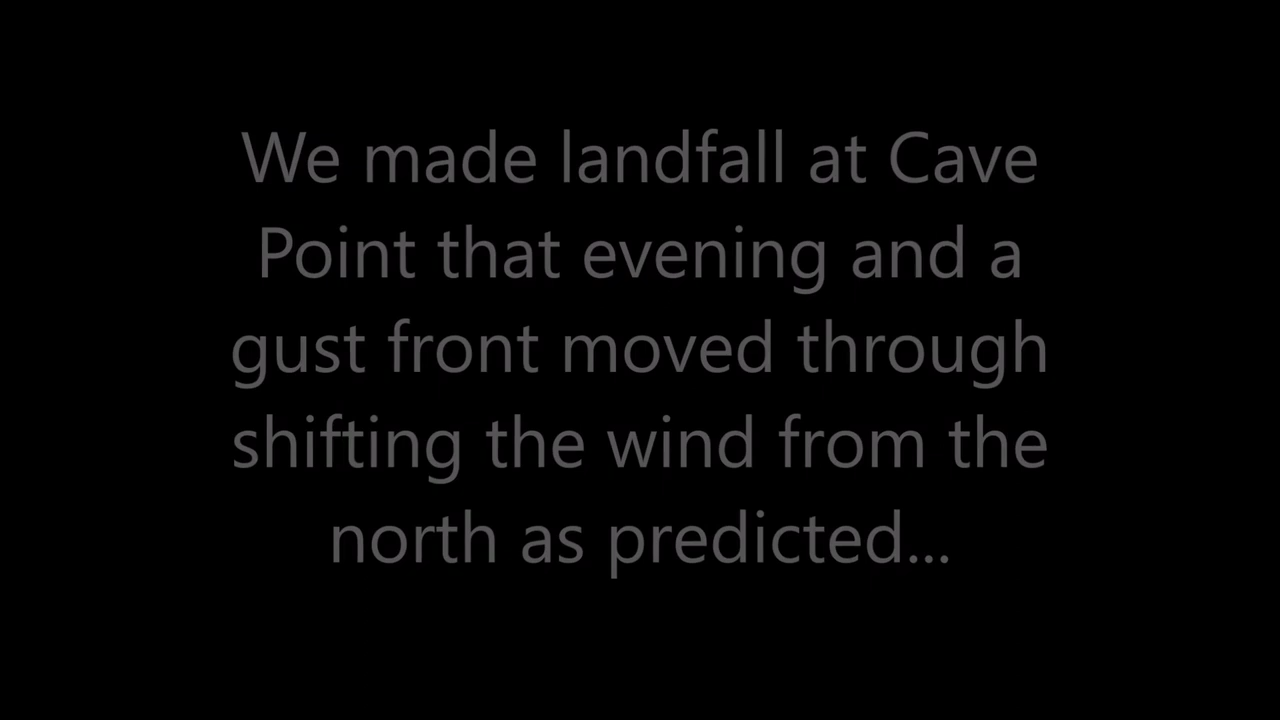 We made landfall at Cave
Point that evening and a
gust front moved through
shifting the wind from the
north as predicted...